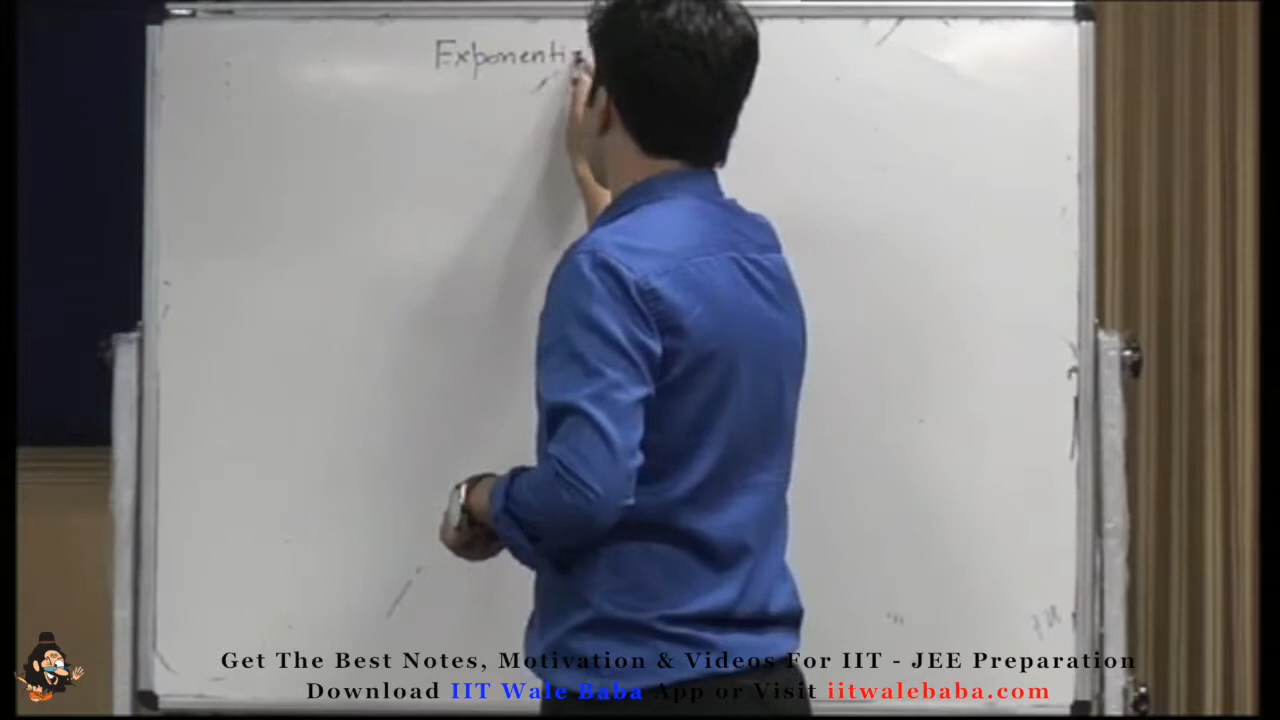 Exponenti
Get The Best Notes, Motivation & Videos For IIT - JEE Preparation
Download IIT Wale Baba App or Visit iitwalebaba.com